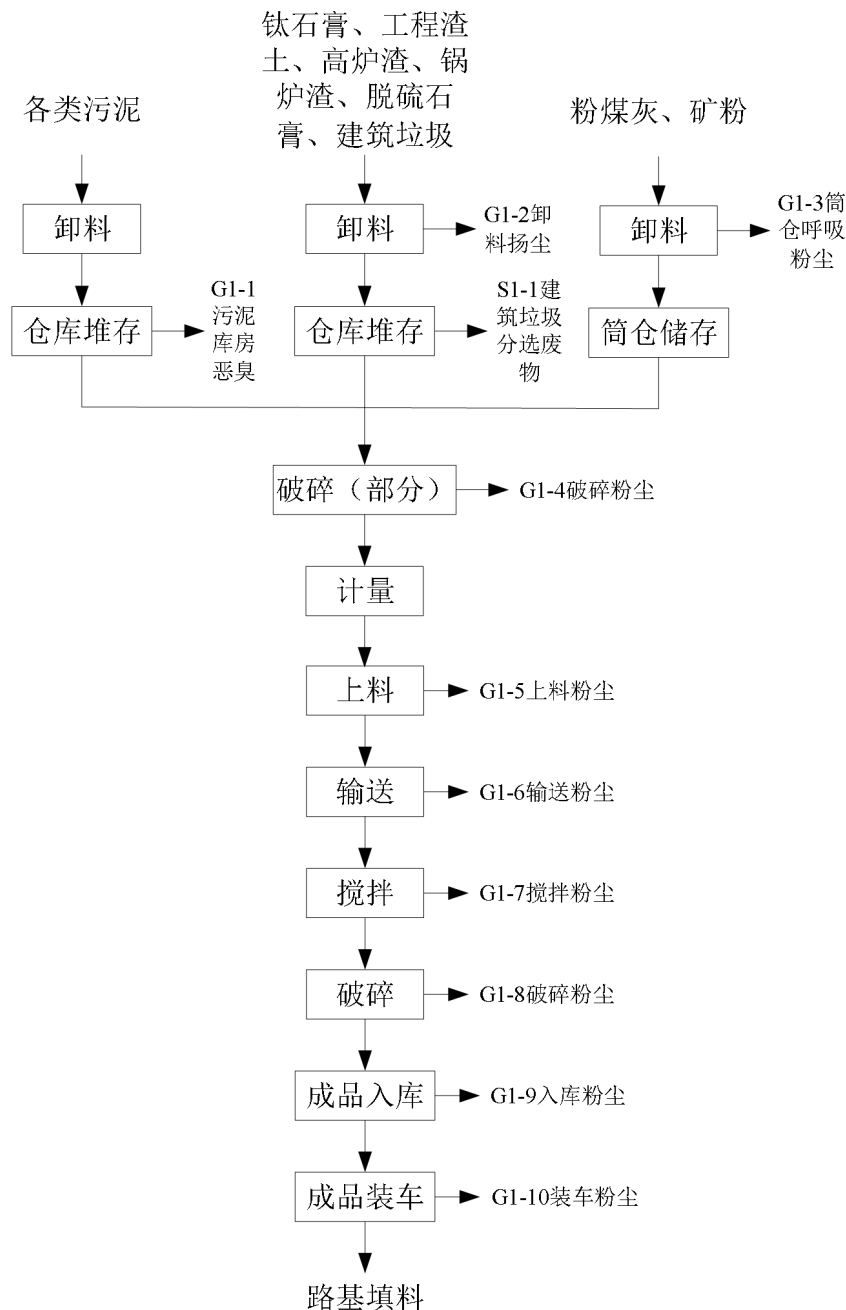 各类污泥
钛石膏、工程渣
土、高炉渣、锅
炉渣、脱硫石
膏、建筑垃圾
粉煤灰、矿粉
卸料
卸料
G1-2卸
料扬尘
卸料
G1-3筒
仓呼吸
粉尘
仓库堆存
G1-1
污泥
库房
恶臭
仓库堆存
S1-1建
筑垃圾
分选废
物
筒仓储存
破碎（部分）
G1-4破碎粉尘
计量
上料
G1-5上料粉尘
输送
G1-6输送粉尘
搅拌
G1-7搅拌粉尘
破碎
G1-8破碎粉尘
成品入库
G1-9入库粉尘
成品装车
G1-10装车粉尘
路基填料